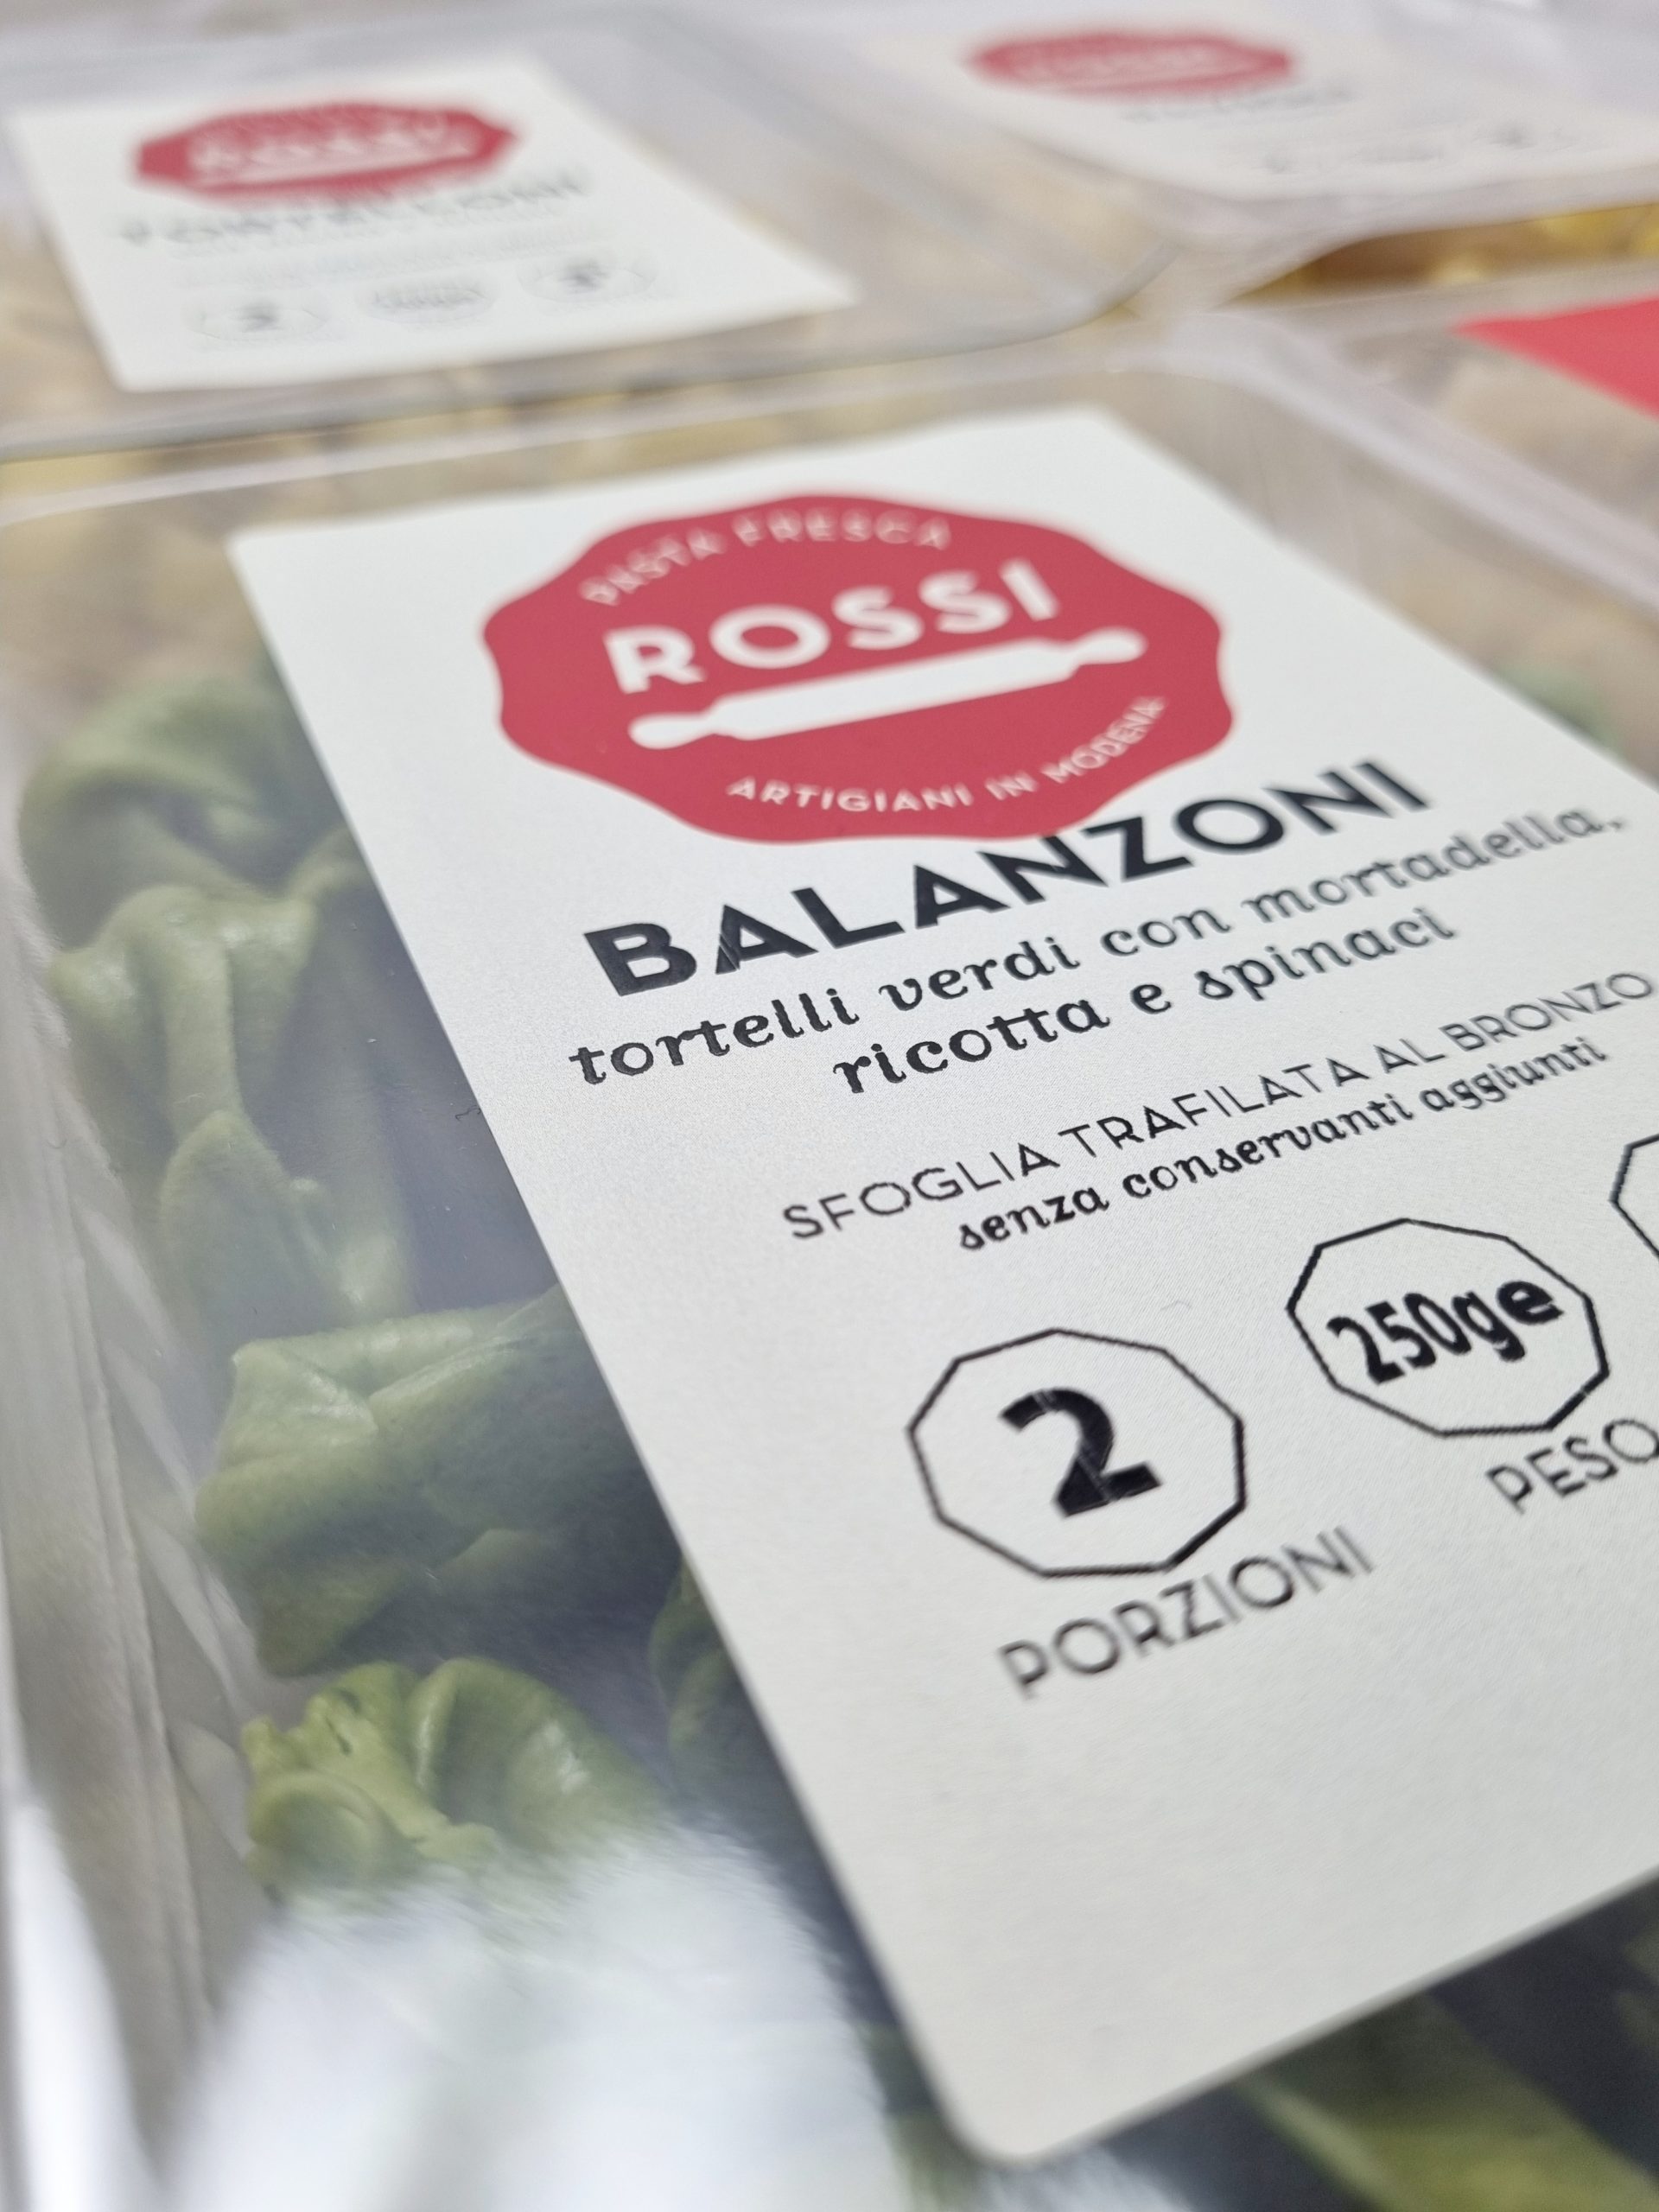 PASTA FRESCA
ROSSI
ARTIGIANI IN MODENA
BALANZONI
tortelli verdi con mortadella,
ricotta e spinaci
SFOGLIA TRAFILATA AL BRONZO
senza conservanti aggiunti
2
250ge
PORZIONI
PESO